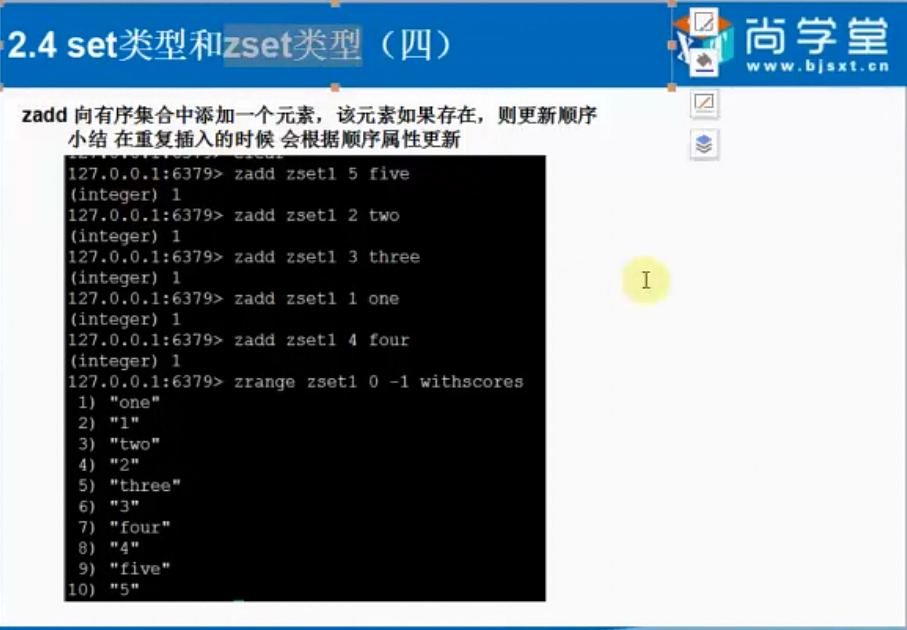 2.4 set类型和zset类型（四）
尚学堂
www.bjsxt.cn
zadd 向有序集合中添加一个元素，该元素如果存在，则更新顺序
小结 在重复插入的时候 会根据顺序属性更新
127.0.0.1:6379> clear
127.0.0.1:6379> zadd zset1 5 five
(integer) 1
127.0.0.1:6379> zadd zset1 2 two
(integer) 1
127.0.0.1:6379> zadd zset1 3 three
(integer) 1
127.0.0.1:6379> zadd zset1 1 one
(integer) 1
127.0.0.1:6379> zadd zset1 4 four
(integer) 1
127.0.0.1:6379> zrange zset1 0 -1 withscores
1) "one"
2) "1"
3) "two"
4) "2"
5) "three"
6) "3"
7) "four"
8) "4"
9) "five"
10) "5"